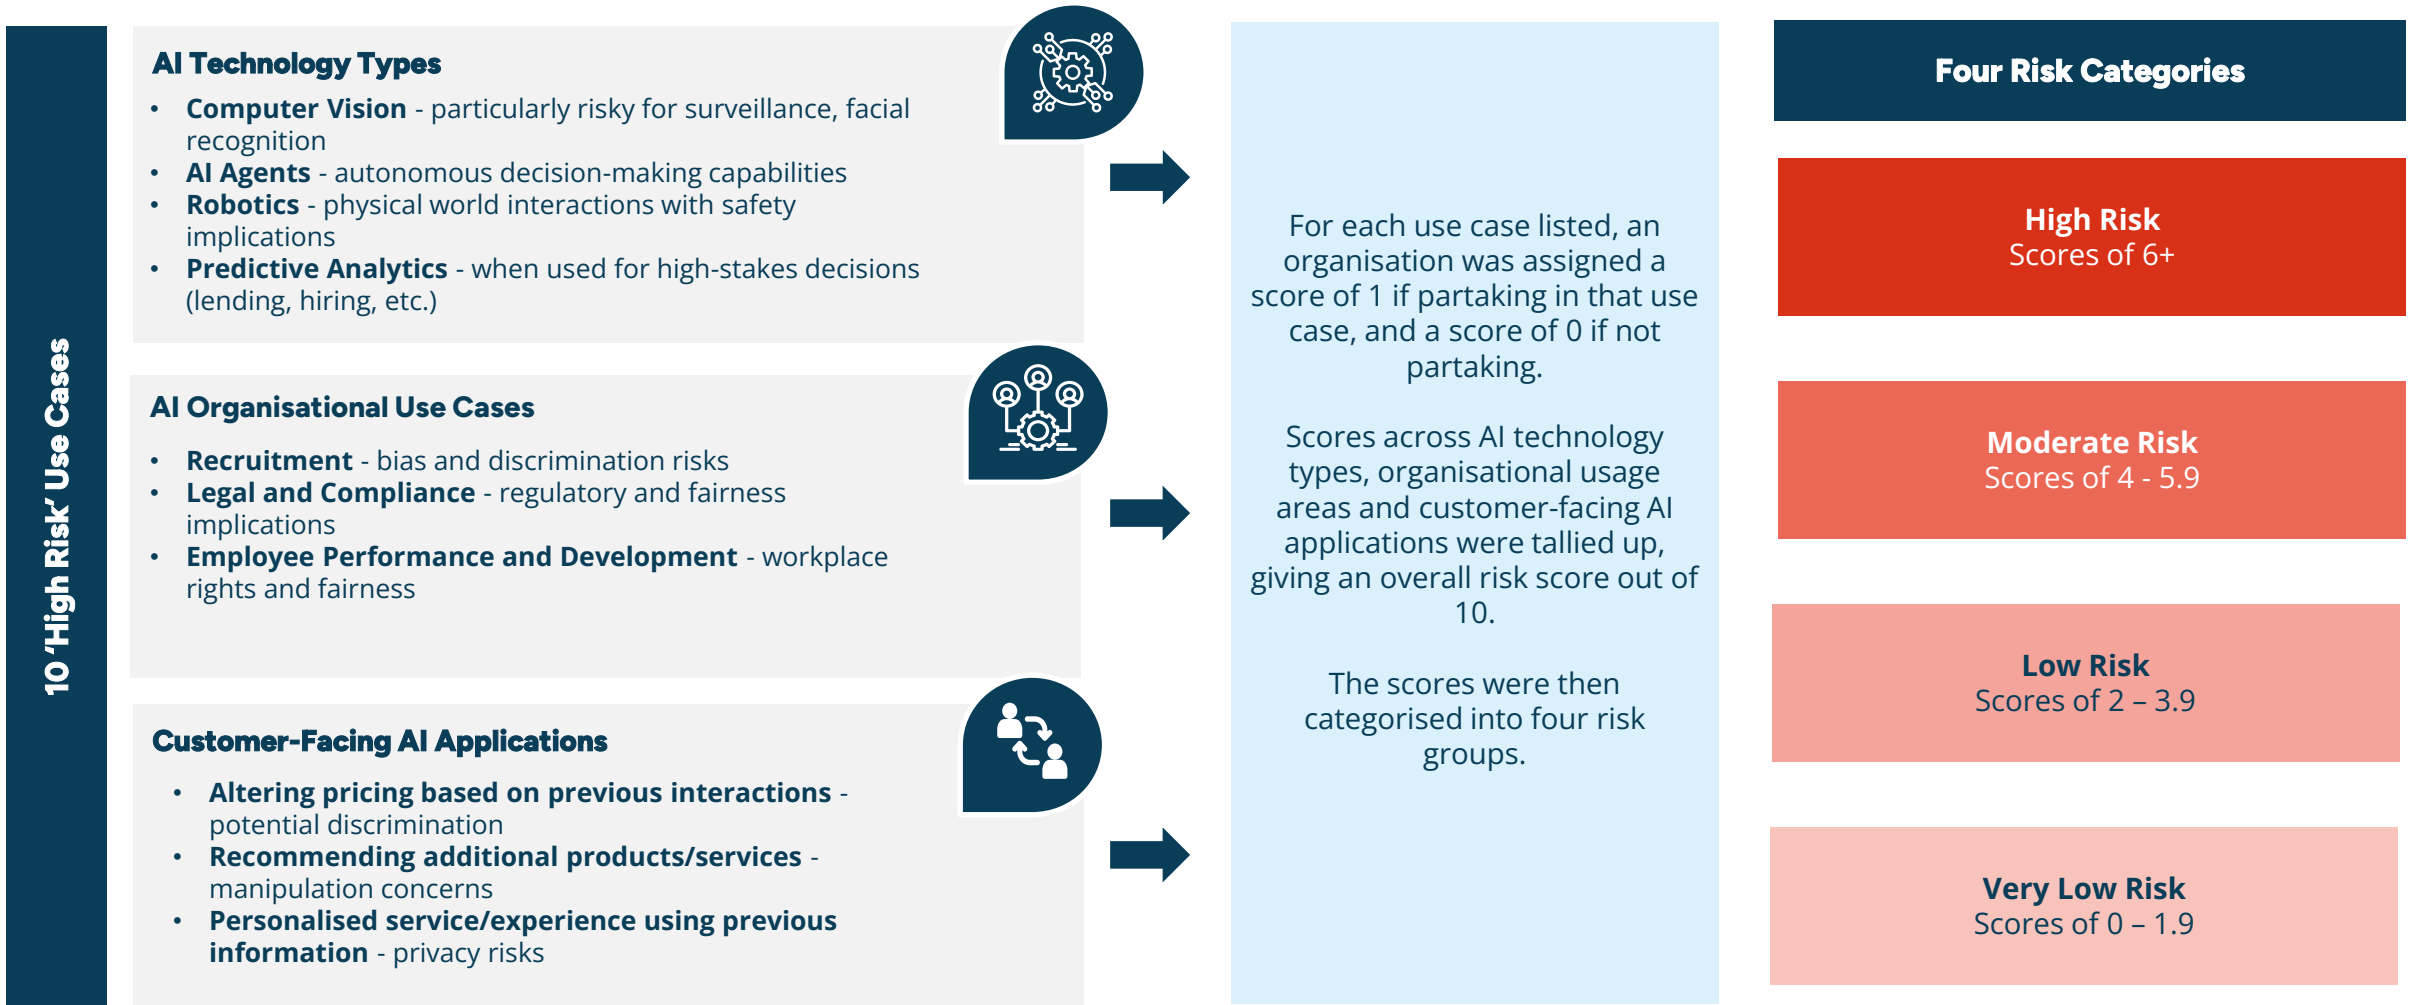 10 ‘High Risk’ Use Cases
AI Technology Types
• Computer Vision - particularly risky for surveillance, facial
recognition
• AI Agents - autonomous decision-making capabilities
• Robotics - physical world interactions with safety
implications
• Predictive Analytics - when used for high-stakes decisions
(lending, hiring, etc.)
AI Organisational Use Cases
• Recruitment - bias and discrimination risks
• Legal and Compliance - regulatory and fairness
implications
• Employee Performance and Development - workplace
rights and fairness
Customer-Facing AI Applications
• Altering pricing based on previous interactions -
potential discrimination
• Recommending additional products/services -
manipulation concerns
• Personalised service/experience using previous
information - privacy risks
For each use case listed, an
organisation was assigned a
score of 1 if partaking in that use
case, and a score of 0 if not
partaking.
Scores across AI technology
types, organisational usage
areas and customer-facing AI
applications were tallied up,
giving an overall risk score out of
10.
The scores were then
categorised into four risk
groups.
Four Risk Categories
High Risk
Scores of 6+
Moderate Risk
Scores of 4 - 5.9
Low Risk
Scores of 2 – 3.9
Very Low Risk
Scores of 0 – 1.9